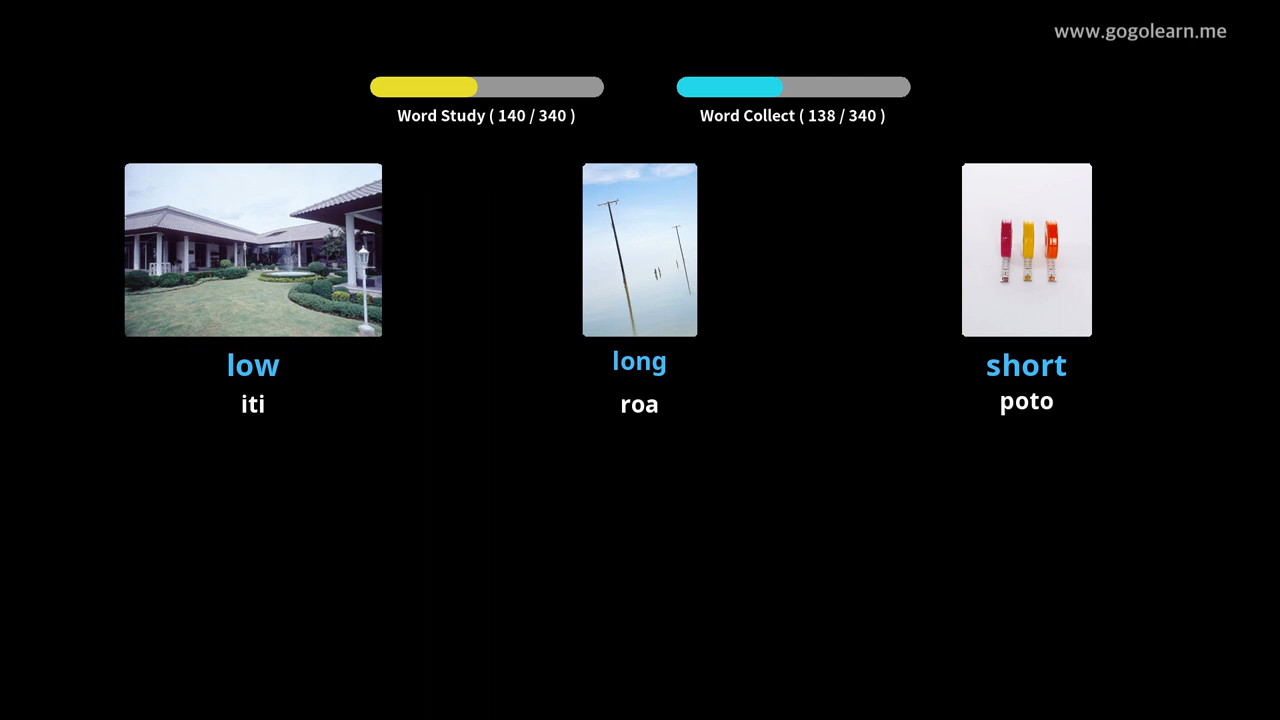 www.gogolearn.me
Word Study ( 140 / 340 )
Word Collect ( 138 / 340 )
low
iti
long
roa
short
poto